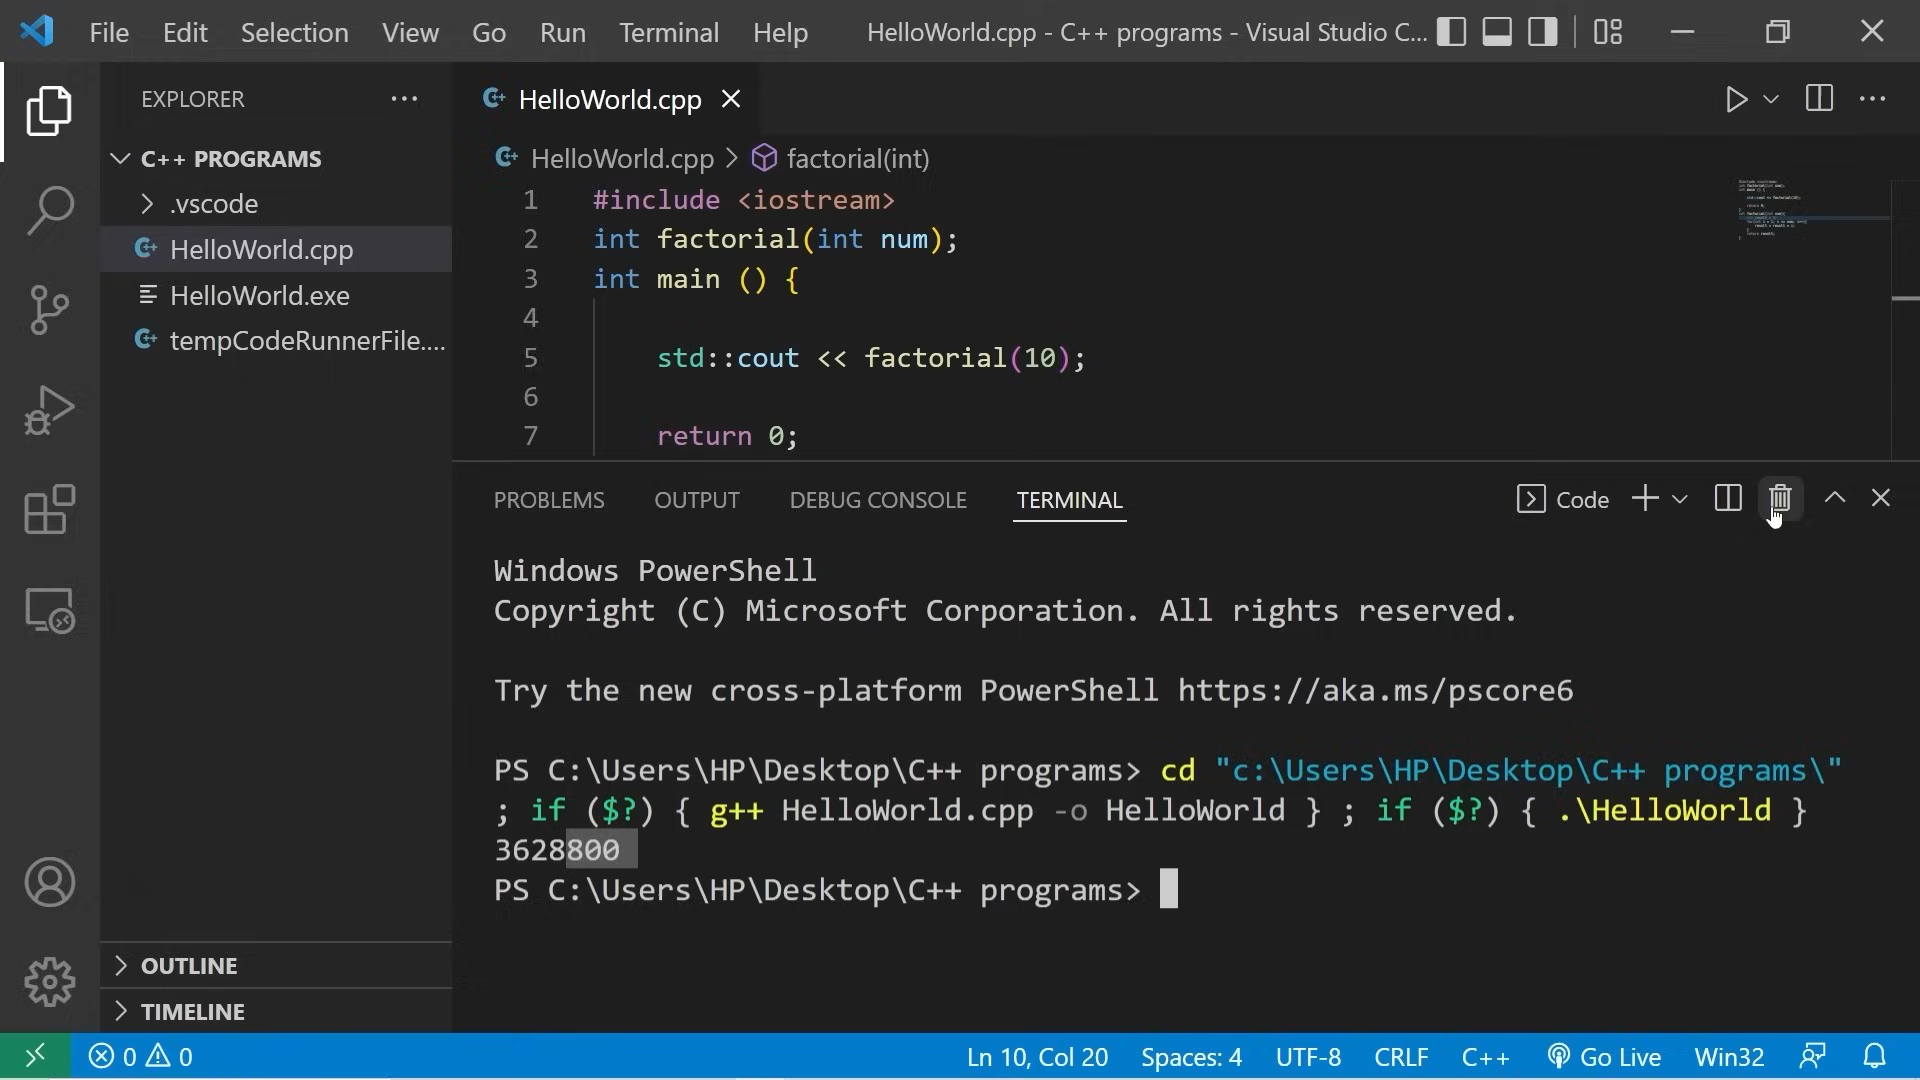 File Edit Selection View Go Run Terminal Help HelloWorld.cpp - C++ programs - Visual Studio C...
EXPLORER
C++ PROGRAMS
.vscode
HelloWorld.cpp
HelloWorld.exe
tempCodeRunnerFile....
OUTLINE
TIMELINE
HelloWorld.cpp
HelloWorld.cpp > factorial(int)
1 #include <iostream>
2 int factorial(int num);
3 int main () {
4
5 std::cout << factorial(10);
6
7 return 0;
PROBLEMS OUTPUT DEBUG CONSOLE TERMINAL Code
Windows PowerShell
Copyright (C) Microsoft Corporation. All rights reserved.
Try the new cross-platform PowerShell https://aka.ms/pscore6
PS C:\Users\HP\Desktop\C++ programs> cd "c:\Users\HP\Desktop\C++ programs\"
; if ($?) { g++ HelloWorld.cpp -o HelloWorld } ; if ($?) { .\HelloWorld }
3628800
PS C:\Users\HP\Desktop\C++ programs>
0 0 Ln 10, Col 20 Spaces: 4 UTF-8 CRLF C++ Go Live Win32